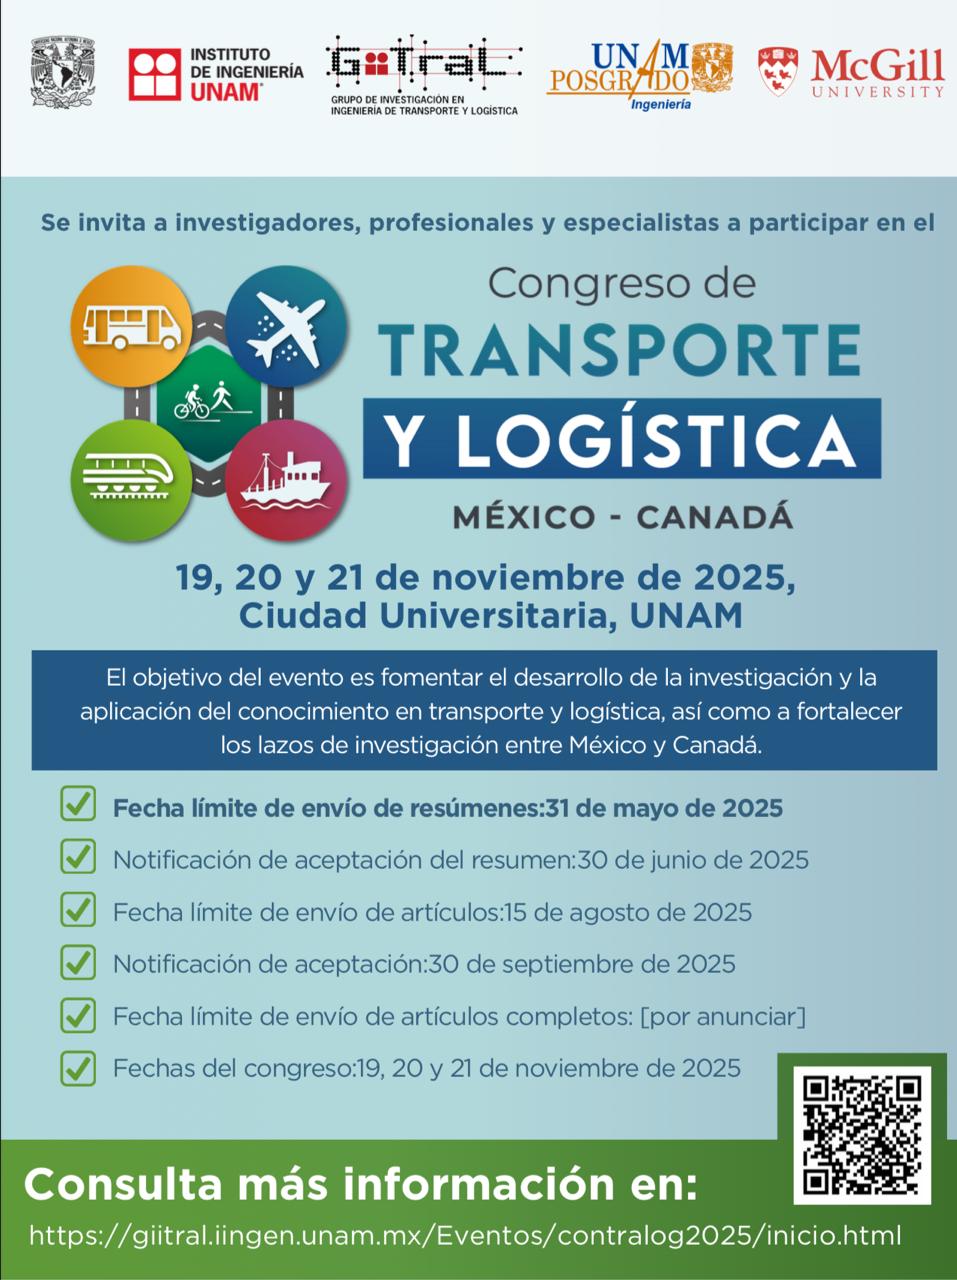 INSTITUTO
DE INGENIERÍA
UNAM
GiiTraL
GRUPO DE INVESTIGACIÓN EN
INGENIERÍA DE TRANSPORTE Y LOGÍSTICA
UNAM
POSGRADO
Ingeniería
McGill
UNIVERSITY
Se invita a investigadores, profesionales y especialistas a participar en el
Congreso de
TRANSPORTE
Y LOGÍSTICA
MÉXICO - CANADÁ
19, 20 y 21 de noviembre de 2025,
Ciudad Universitaria, UNAM
El objetivo del evento es fomentar el desarrollo de la investigación y la
aplicación del conocimiento en transporte y logística, así como a fortalecer
los lazos de investigación entre México y Canadá.
Fecha límite de envío de resúmenes:31 de mayo de 2025
Notificación de aceptación del resumen:30 de junio de 2025
Fecha límite de envío de artículos:15 de agosto de 2025
Notificación de aceptación:30 de septiembre de 2025
Fecha límite de envío de artículos completos: [por anunciar]
Fechas del congreso:19, 20 y 21 de noviembre de 2025
Consulta más información en:
https://giitral.iingen.unam.mx/Eventos/contralog2025/inicio.html